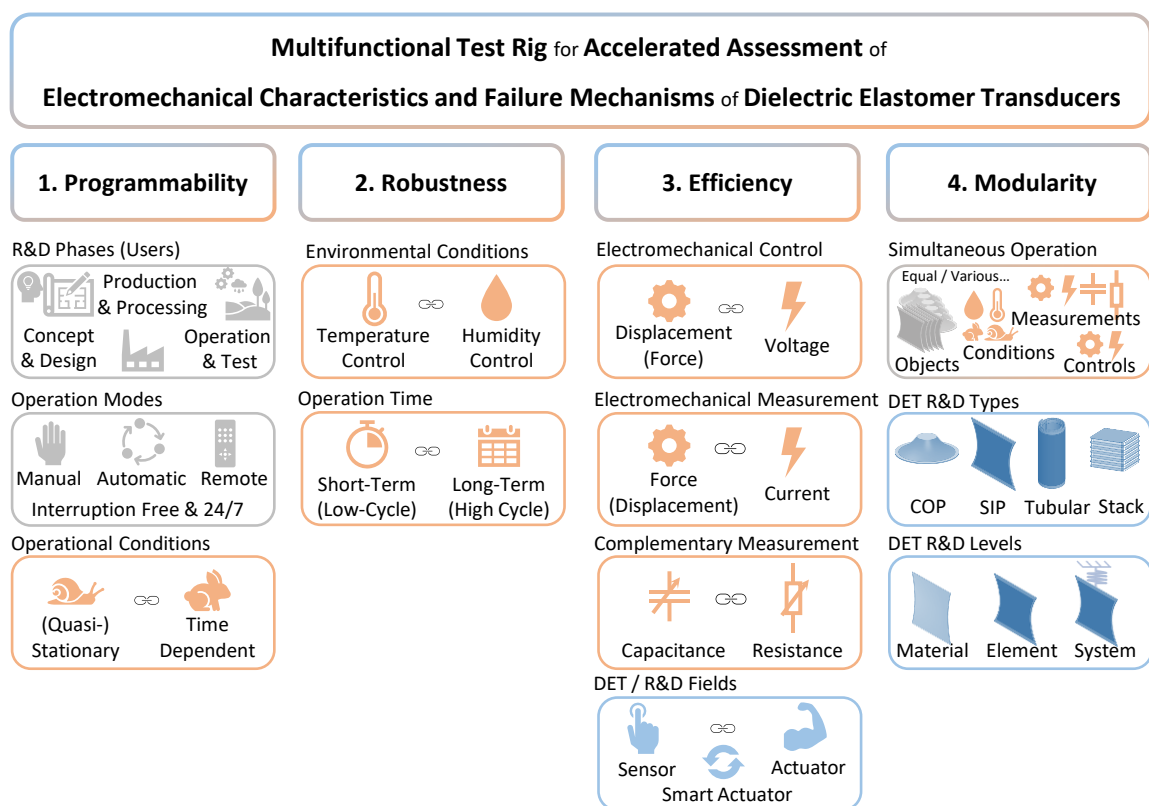 Multifunctional Test Rig for Accelerated Assessment of
Electromechanical Characteristics and Failure Mechanisms of Dielectric Elastomer Transducers
1. Programmability
R&D Phases (Users)
Production
& Processing
Concept
& Design
Operation
& Test
Operation Modes
Manual Automatic Remote
Interruption Free & 24/7
Operational Conditions
(Quasi-)
Stationary
Time
Dependent
2. Robustness
Environmental Conditions
Temperature
Control
Humidity
Control
Operation Time
Short-Term
(Low-Cycle)
Long-Term
(High Cycle)
3. Efficiency
Electromechanical Control
Displacement
(Force)
Voltage
Electromechanical Measurement
Force
(Displacement)
Current
Complementary Measurement
Capacitance Resistance
DET / R&D Fields
Sensor
Actuator
Smart Actuator
4. Modularity
Simultaneous Operation
Equal / Various...
Measurements
Conditions
Objects
Controls
DET R&D Types
COP SIP Tubular Stack
DET R&D Levels
Material Element System